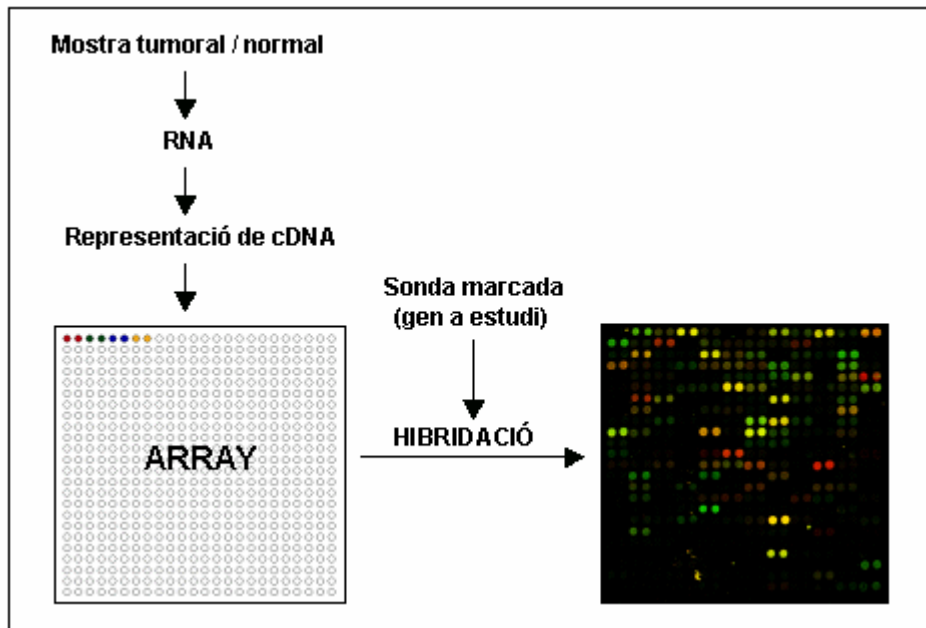 Mostra tumoral / normal
RNA
Representació de cDNA
Sonda marcada
(gen a estudi)
ARRAY
HIBRIDACIÓ